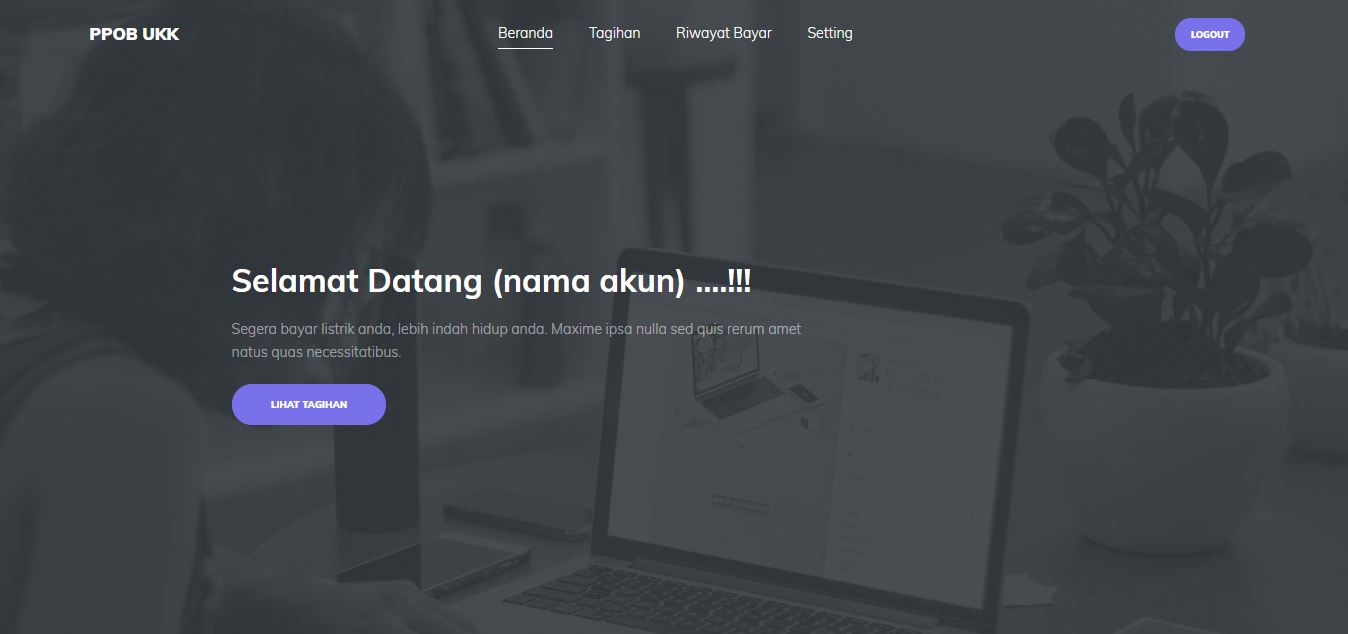 PPOB UKK
Beranda Tagihan Riwayat Bayar Setting
LOGOUT
Selamat Datang (nama akun) ....!!!
Segera bayar listrik anda, lebih indah hidup anda. Maxime ipsa nulla sed quis rerum amet
natus quas necessitatibus.
LIHAT TAGIHAN